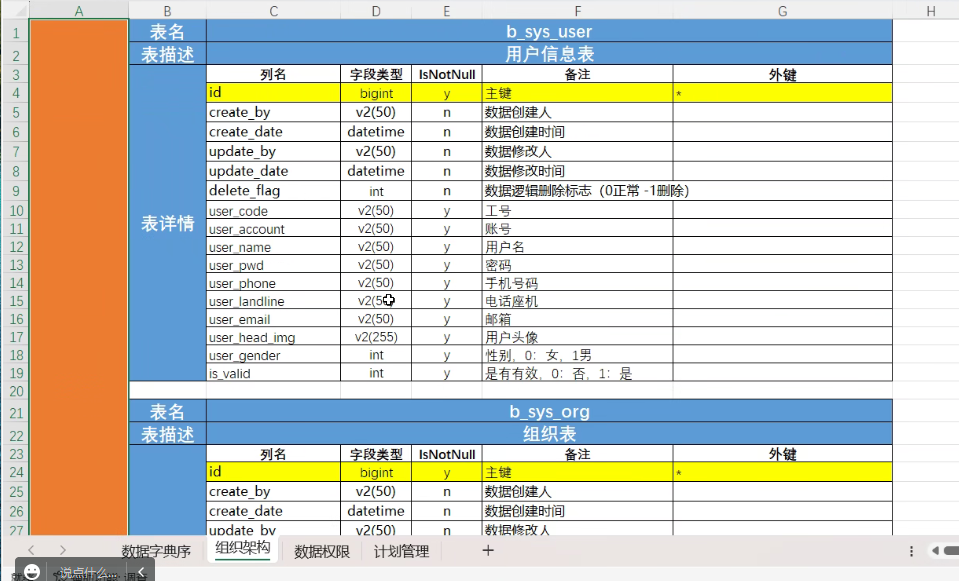 A B C D E F G H
1 表名 b_sys_user
2 表描述 用户信息表
3 列名 字段类型 IsNotNull 备注 外键
4 id bigint y 主键 *
5 create_by v2(50) n 数据创建人
6 create_date datetime n 数据创建时间
7 update_by v2(50) n 数据修改人
8 update_date datetime n 数据修改时间
9 delete_flag int n 数据逻辑删除标志（0正常 -1删除）
10 user_code v2(50) y 工号
表详情
11 user_account v2(50) y 账号
12 user_name v2(50) y 用户名
13 user_pwd v2(50) y 密码
14 user_phone v2(50) y 手机号码
15 user_landline v2(5 y 电话座机
16 user_email v2(50) y 邮箱
17 user_head_img v2(255) y 用户头像
18 user_gender int y 性别，0：女，1男
19 is_valid int y 是有有效，0：否，1：是
20
21 表名 b_sys_org
22 表描述 组织表
23 列名 字段类型 IsNotNull 备注 外键
24 id bigint y 主键 *
25 create_by v2(50) n 数据创建人
26 create_date datetime n 数据创建时间
27 update_by v2(50) n 数据修改人
数据字典序 组织架构 数据权限 计划管理
说点什么...